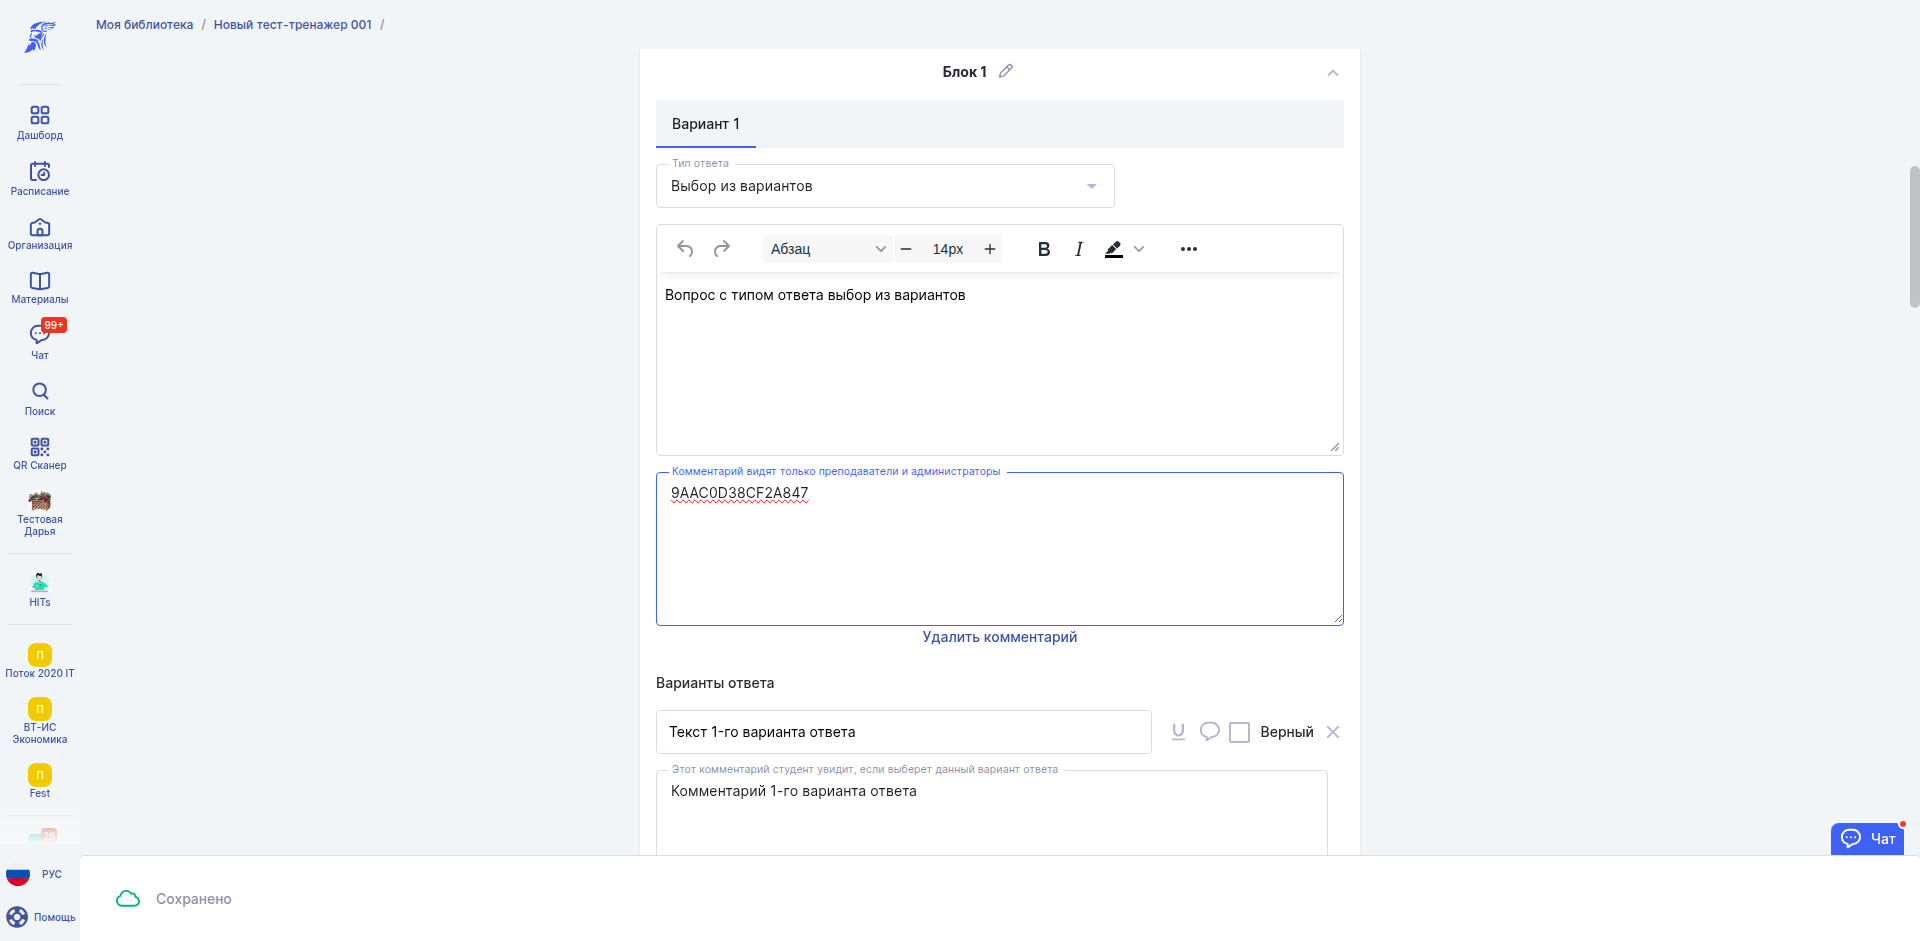 Моя библиотека / Новый тест-тренажер 001 /
Дашборд
Расписание
Организация
Материалы
99+
Чат
Поиск
QR Сканер
Тестовая
Дарья
HITs
П
Поток 2020 IT
П
ВТ-ИС
Экономика
П
Fest
28
РУС
Помощь
Блок 1
Вариант 1
Тип ответа
Выбор из вариантов
Абзац
14px
B I
Вопрос с типом ответа выбор из вариантов
Комментарий видят только преподаватели и администраторы
9AAC0D38CF2A847
Удалить комментарий
Варианты ответа
Текст 1-го варианта ответа
U
Верный
Этот комментарий студент увидит, если выберет данный вариант ответа
Комментарий 1-го варианта ответа
Чат
Сохранено